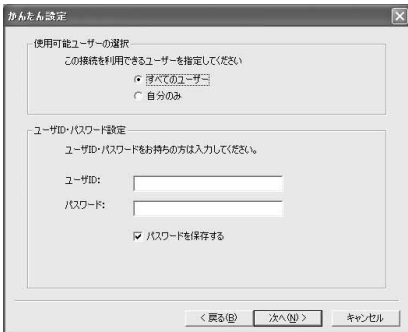 かんたん設定
使用可能ユーザーの選択
この接続を利用できるユーザーを指定してください
すべてのユーザー
自分のみ
ユーザID・パスワード設定
ユーザID・パスワードをお持ちの方は入力してください。
ユーザID:
パスワード:
パスワードを保存する
< 戻る(B) 次へ(N) > キャンセル